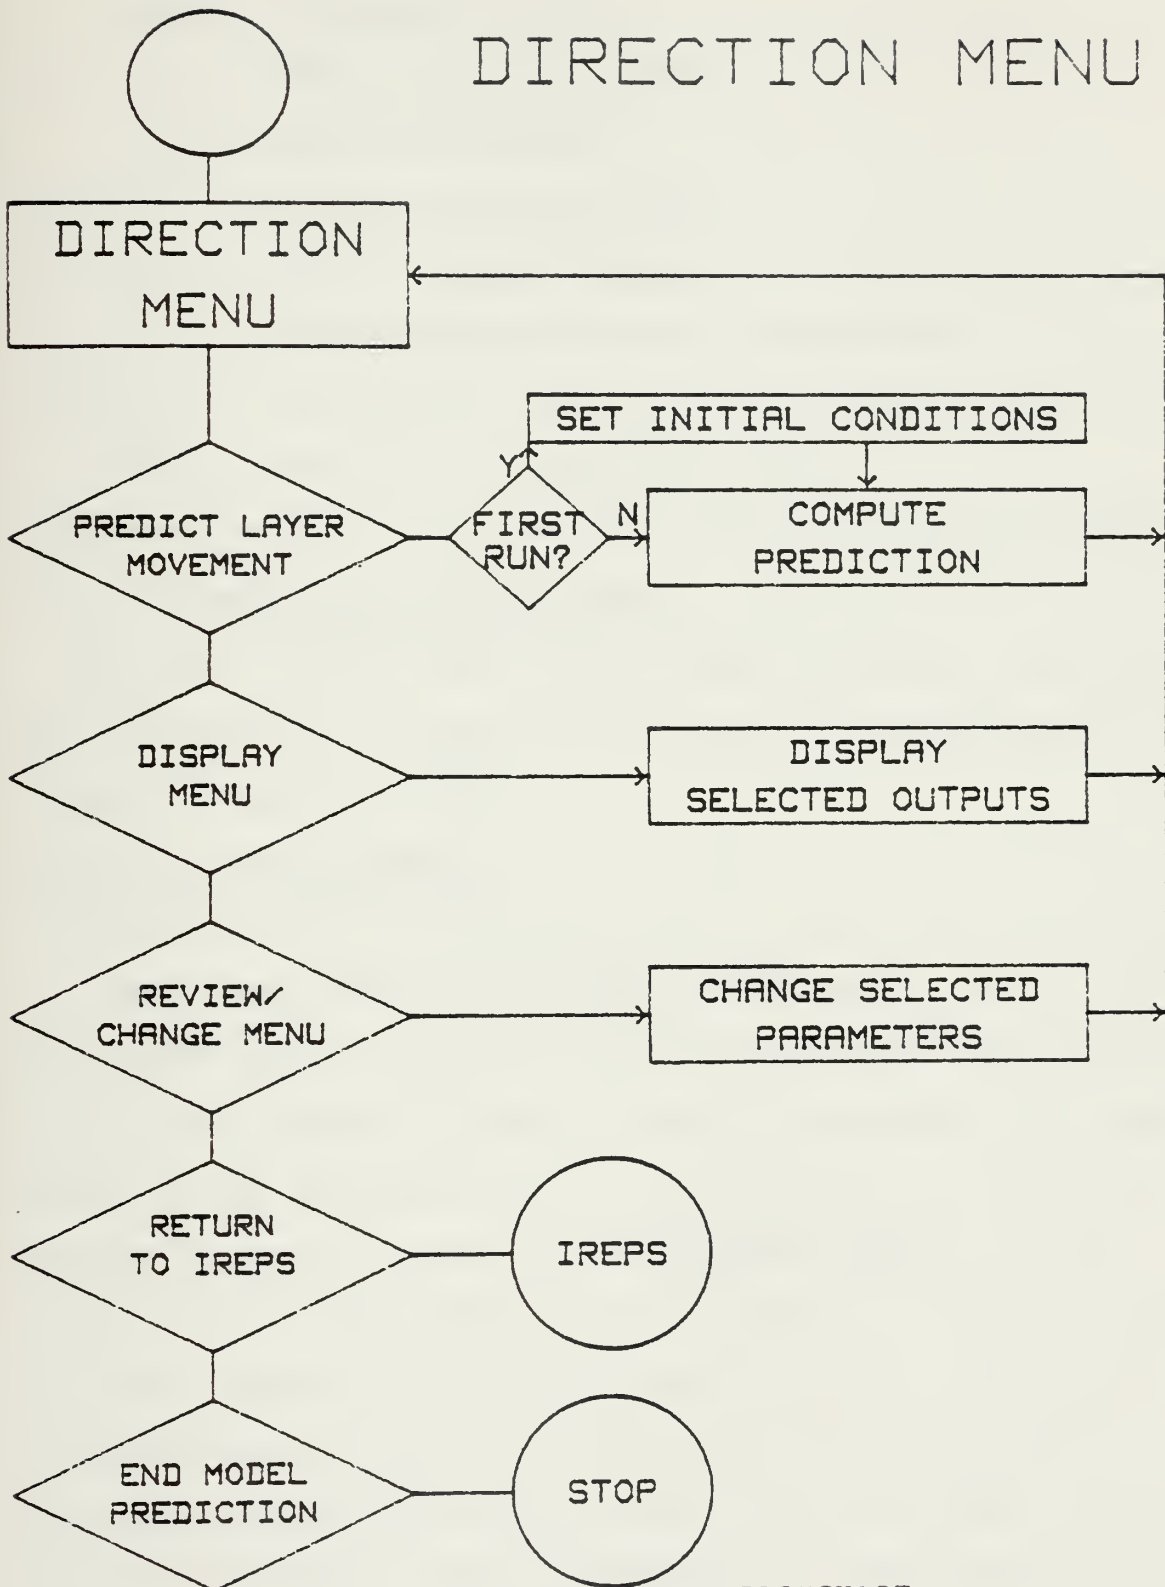 DIRECTION MENU
DIRECTION
MENU
SET INITIAL CONDITIONS
Y
PREDICT LAYER
MOVEMENT
FIRST
RUN?
N
COMPUTE
PREDICTION
DISPLAY
MENU
DISPLAY
SELECTED OUTPUTS
REVIEW/
CHANGE MENU
CHANGE SELECTED
PARAMETERS
RETURN
TO IREPS
IREPS
END MODEL
PREDICTION
STOP